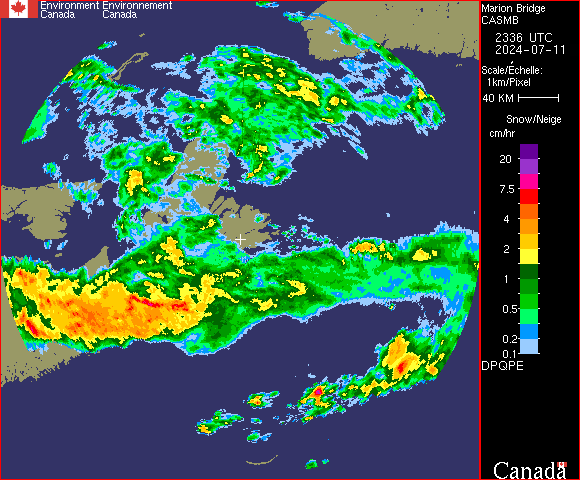 Environment Environnement
Canada Canada
Marion Bridge
CASMB
2336 UTC
2024-07-11
Scale/Échelle:
1km/Pixel
40 KM
Snow/Neige
cm/hr
20
7.5
4
2
1
0.5
0.2
0.1
DPQPE
Canada